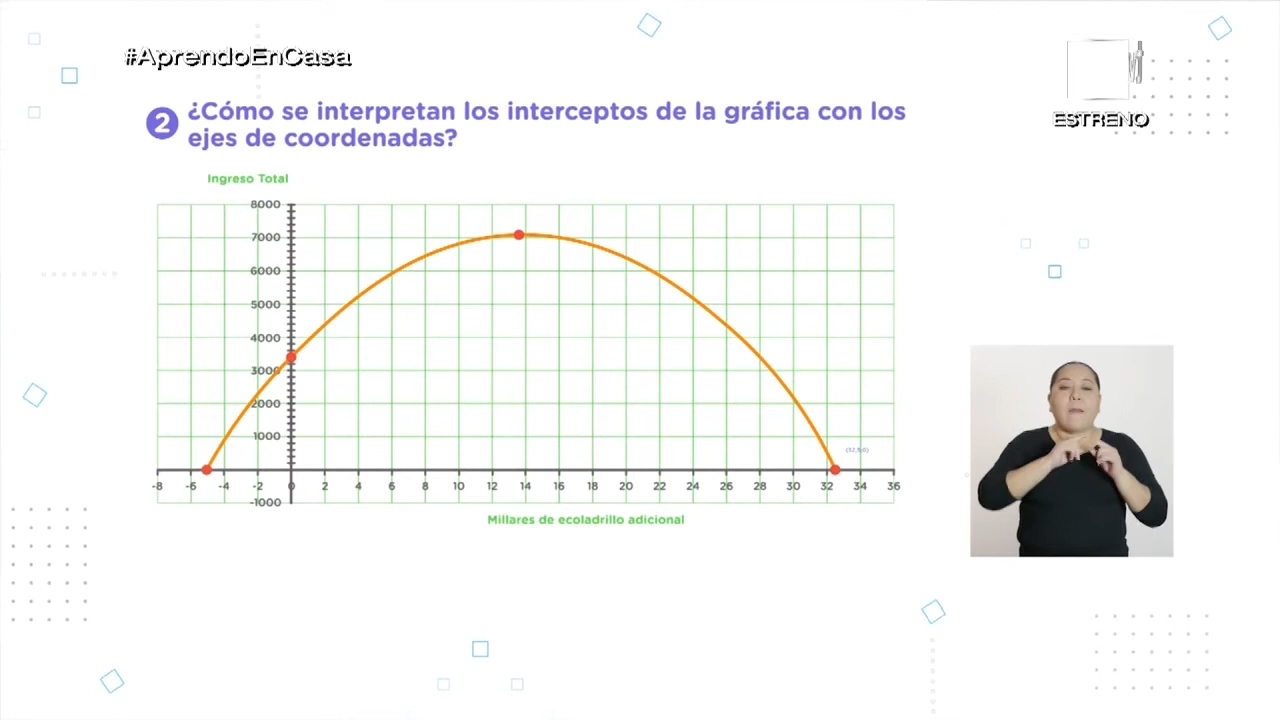 #AprendoEnCasa
ESTRENO
2 ¿Cómo se interpretan los interceptos de la gráfica con los
ejes de coordenadas?
Ingreso Total
8000
7000
6000
5000
4000
3000
2000
1000
-8 -6 -4 -2 0 2 4 6 8 10 12 14 16 18 20 22 24 26 28 30 32 34 36
-1000
Millares de ecoladrillo adicional